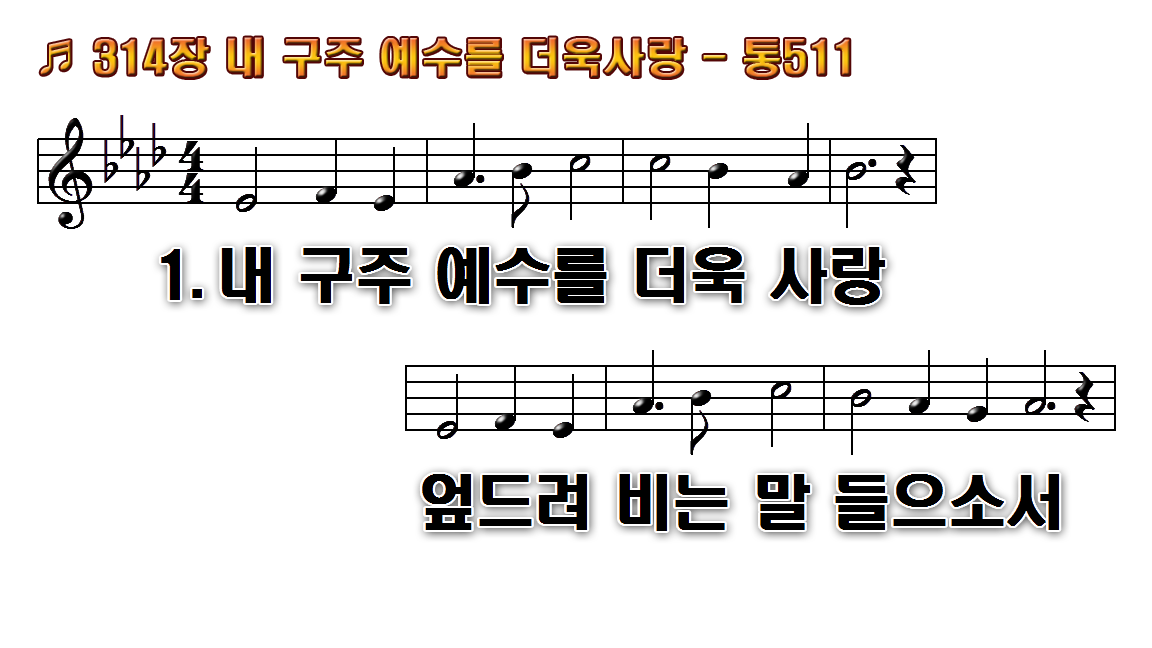 ♬ 314장 내 구주 예수를 더욱사랑 - 통511
4
4
1. 내 구주 예수를 더욱 사랑
엎드려 비는 말 들으소서